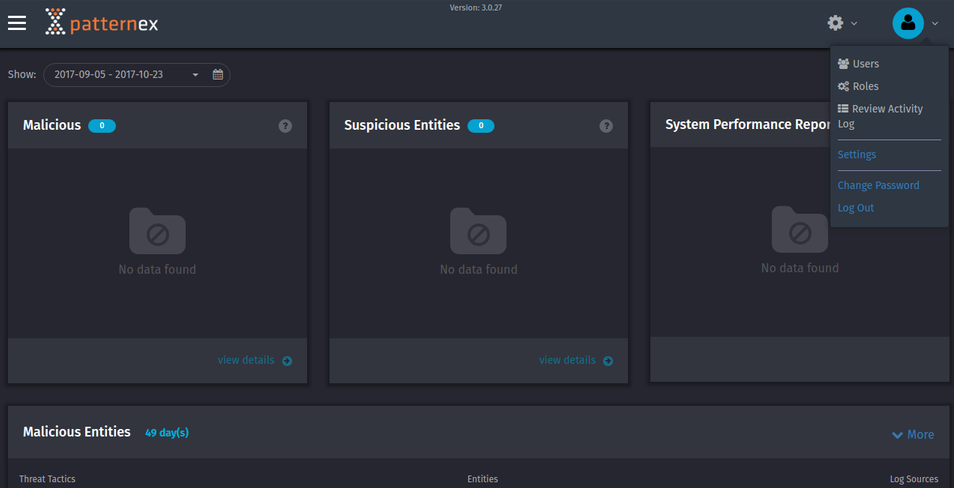 Version: 3.0.27
patternex
Show:
2017-09-05 - 2017-10-23
Users
Roles
Review Activity
Log
Settings
Change Password
Log Out
Malicious 0
?
Suspicious Entities 0
?
System Performance Repor
No data found
No data found
No data found
view details
view details
Malicious Entities 49 day(s)
More
Threat Tactics
Entities
Log Sources